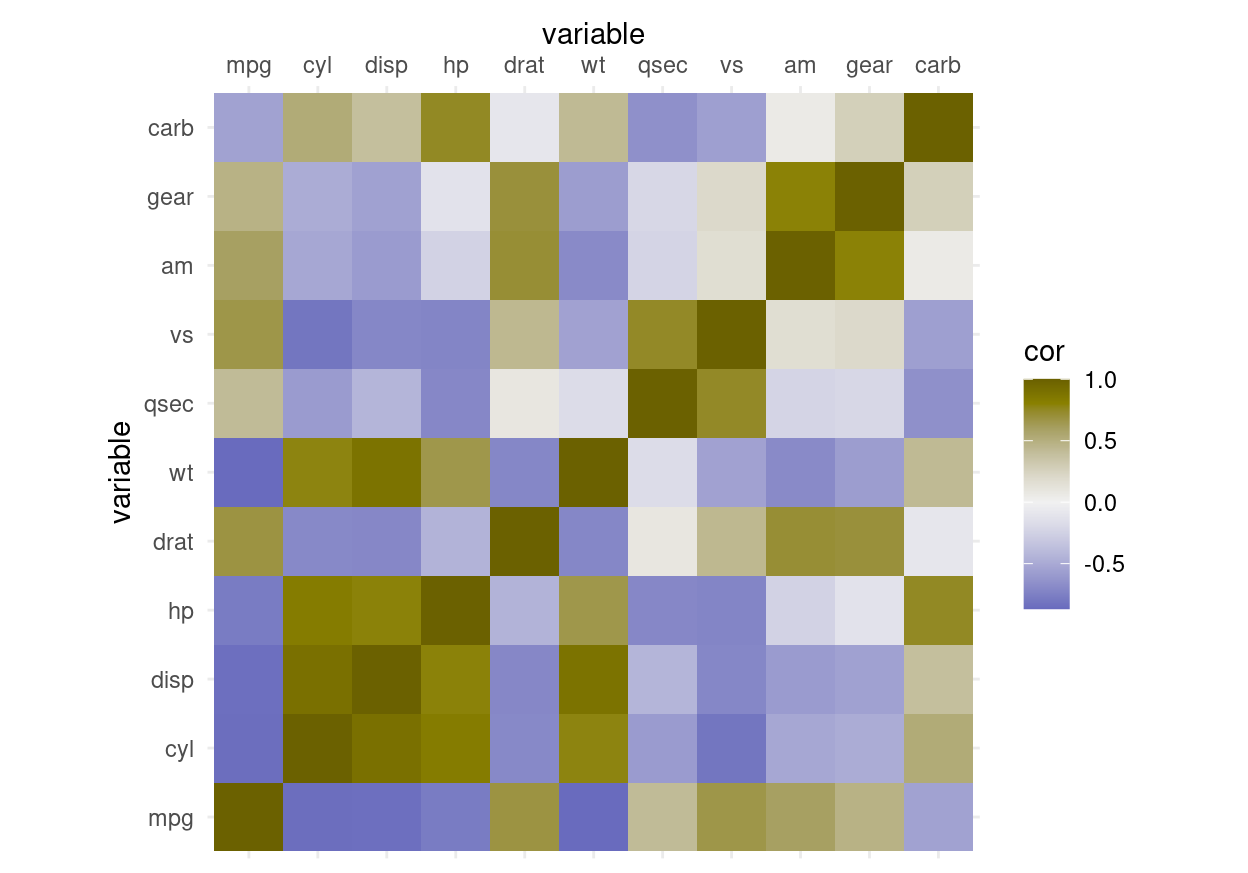 variable
mpg cyl disp hp drat wt qsec vs am gear carb
carb
gear
am
vs
qsec
wt
drat
hp
disp
cyl
mpg
variable
cor
1.0
0.5
0.0
-0.5